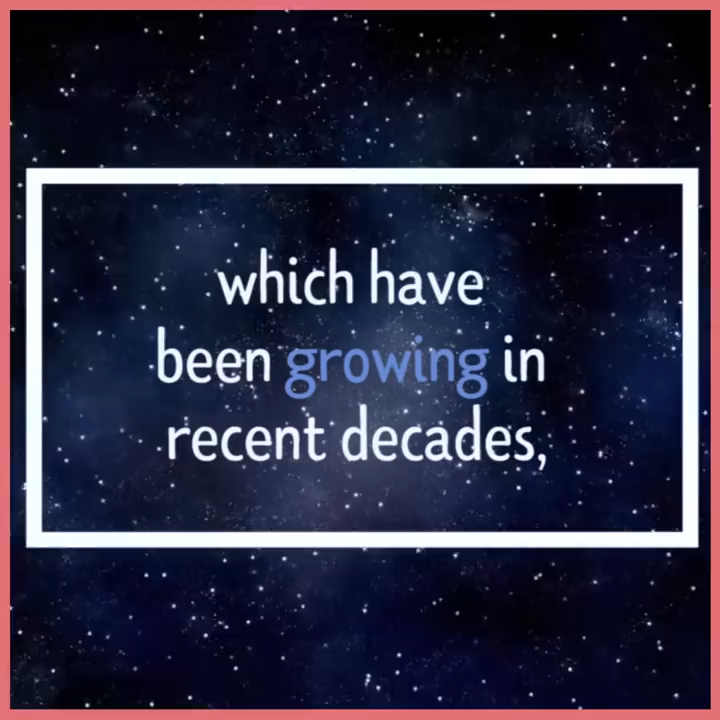 which have
been growing in
recent decades,